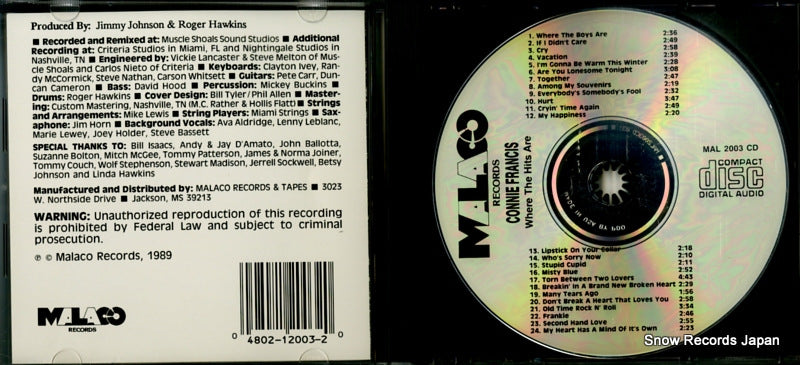 Produced By: Jimmy Johnson & Roger Hawkins
■ Recorded and Remixed at: Muscle Shoals Sound Studios ■ Additional
Recording at: Criteria Studios in Miami, FL and Nightingale Studios in
Nashville, TN ■ Engineered by: Vickie Lancaster & Steve Melton of Mus-
cle Shoals and Carlos Nieto of Criteria ■ Keyboards: Clayton Ivey, Ran-
dy McCormick, Steve Nathan, Carson Whitsett ■ Guitars: Pete Carr, Dun-
can Cameron ■ Bass: David Hood ■ Percussion: Mickey Buckins ■
Drums: Roger Hawkins ■ Cover Design: Bill Tyler/Phil Allen ■ Master-
ing: Custom Mastering, Nashville, TN (M.C. Rather & Hollis Flatt) ■ Strings
and Arrangements: Mike Lewis ■ String Players: Miami Strings ■ Sax-
aphone: Jim Horn ■ Background Vocals: Ava Aldridge, Lenny Leblanc,
Marie Lewey, Joey Holder, Steve Bassett
SPECIAL THANKS TO: Bill Isaacs, Andy & Jay D'Amato, John Ballotta,
Suzanne Bolton, Mitch McGee, Tommy Patterson, James & Norma Joiner,
Tommy Couch, Wolf Stephenson, Stewart Madison, Jerrell Sockwell, Betsy
Johnson and Linda Hawkins
Manufactured and Distributed by: MALACO RECORDS & TAPES ■ 3023
W. Northside Drive ■ Jackson, MS 39213
WARNING: Unauthorized reproduction of this recording
is prohibited by Federal Law and subject to criminal
prosecution.
℗ © Malaco Records, 1989
MALACO
RECORDS
0 4802-12003-2 0
1. Where The Boys Are 2:36
2. If I Didn't Care 2:49
3. Cry 2:58
4. Vacation 2:39
5. I'm Gonna Be Warm This Winter 2:38
6. Are You Lonesome Tonight 3:08
7. Together 2:47
8. Among My Souvenirs 2:19
9. Everybody's Somebody's Fool 2:32
10. Hurt 3:47
11. Cryin' Time Again 2:49
12. My Happiness 2:20
MALACO
RECORDS
CONNIE FRANCIS
Where The Hits Are
MAL 2003 CD
COMPACT
disc
DIGITAL AUDIO
13. Lipstick On Your Collar 2:18
14. Who's Sorry Now 2:10
15. Stupid Cupid 2:11
16. Misty Blue 2:52
17. Torn Between Two Lovers 4:43
18. Breakin' In A Brand New Broken Heart 2:29
19. Many Tears Ago 1:56
20. Don't Break A Heart That Loves You 2:58
21. Old Time Rock N' Roll 3:34
22. Frankie 2:46
23. Second Hand Love 2:55
24. My Heart Has A Mind Of It's Own 2:23
Snow Records Japan